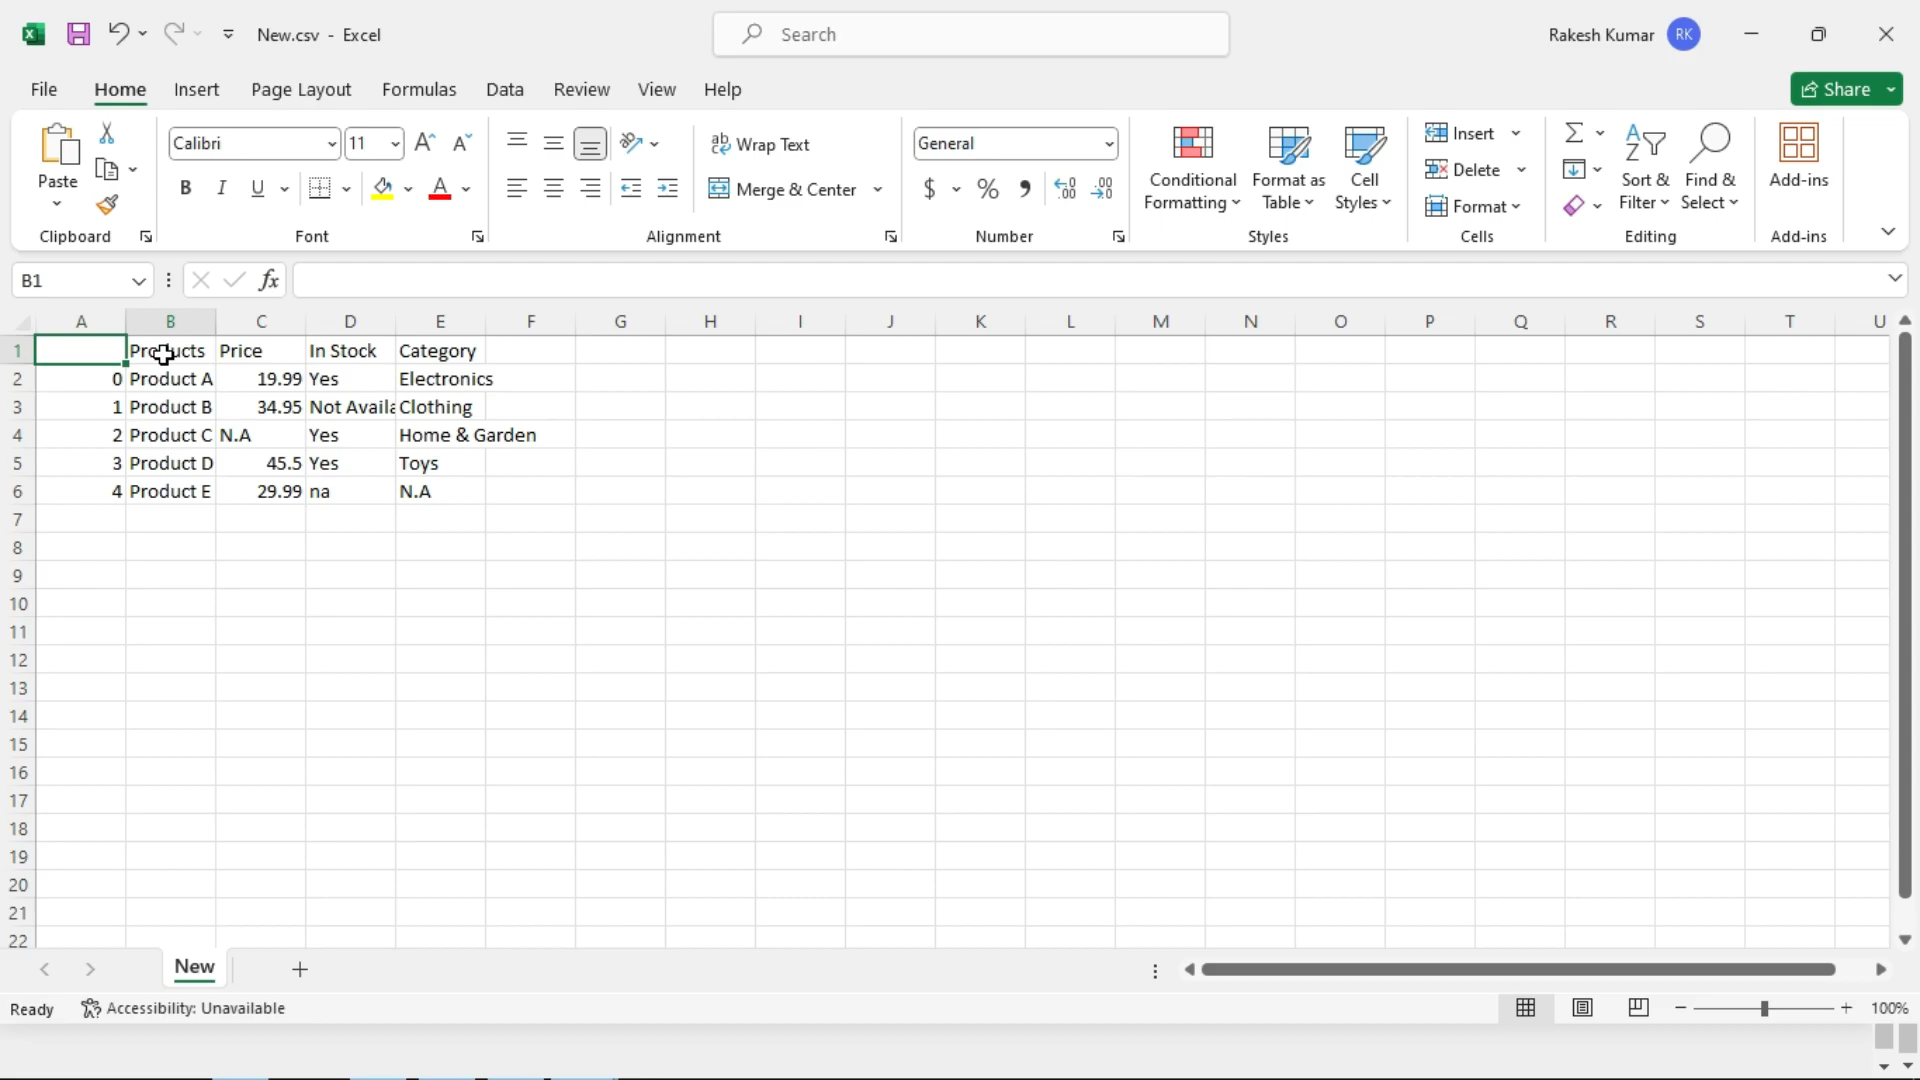 New.csv - Excel
Search
Rakesh Kumar RK
File Home Insert Page Layout Formulas Data Review View Help
Share
Paste
Clipboard
Calibri 11
B I U
Font
Wrap Text
Merge & Center
Alignment
General
$ % ,
Number
Conditional Formatting
Format as Table
Cell Styles
Styles
Insert
Delete
Format
Cells
Sort & Filter
Find & Select
Editing
Add-ins
Add-ins
B1 fx
A B C D E F G H I J K L M N O P Q R S T U
1 Products Price In Stock Category
2 0 Product A 19.99 Yes Electronics
3 1 Product B 34.95 Not Availa Clothing
4 2 Product C N.A Yes Home & Garden
5 3 Product D 45.5 Yes Toys
6 4 Product E 29.99 na N.A
7
8
9
10
11
12
13
14
15
16
17
18
19
20
21
22
New
Ready Accessibility: Unavailable 100%